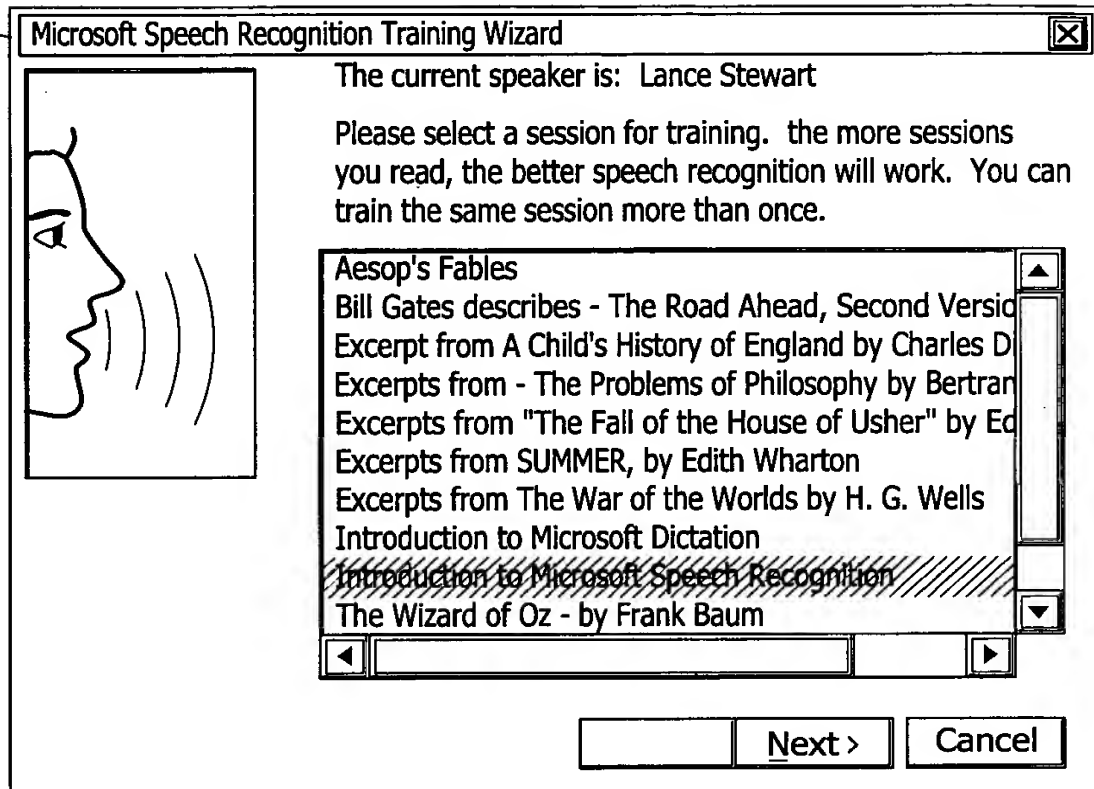 Microsoft Speech Recognition Training Wizard
The current speaker is: Lance Stewart
Please select a session for training. the more sessions
you read, the better speech recognition will work. You can
train the same session more than once.
Aesop's Fables
Bill Gates describes - The Road Ahead, Second Versio
Excerpt from A Child's History of England by Charles Di
Excerpts from - The Problems of Philosophy by Bertran
Excerpts from "The Fall of the House of Usher" by Ed
Excerpts from SUMMER, by Edith Wharton
Excerpts from The War of the Worlds by H. G. Wells
Introduction to Microsoft Dictation
Introduction to Microsoft Speech Recognition
The Wizard of Oz - by Frank Baum
Next >
Cancel